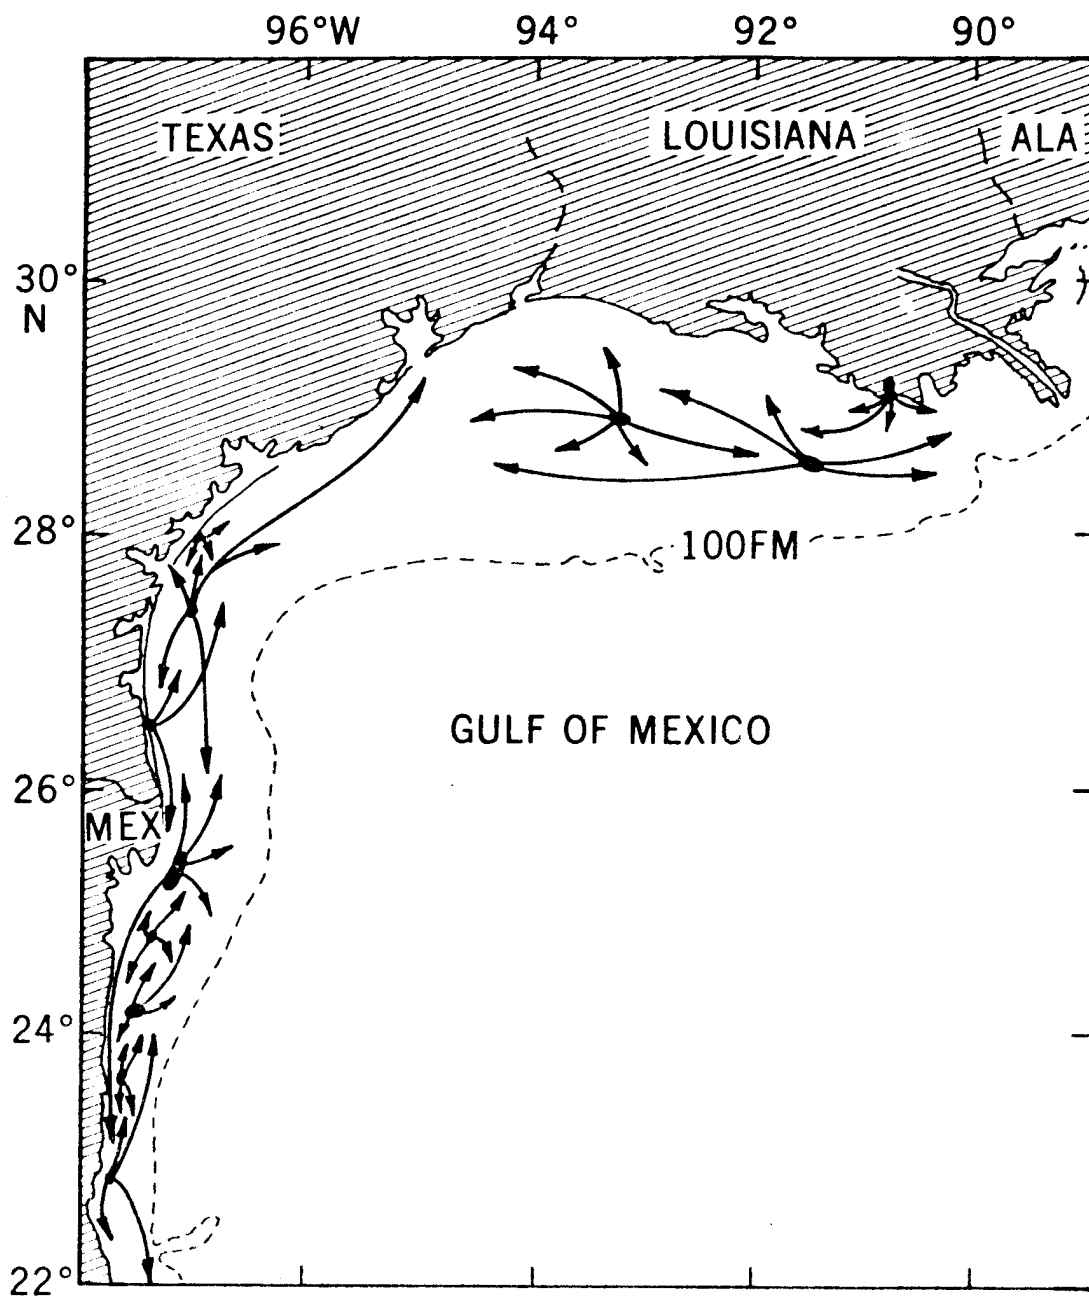 96°W 94° 92° 90°
TEXAS LOUISIANA ALA
30°
N
28°
100FM
GULF OF MEXICO
26°
MEX
24°
22°